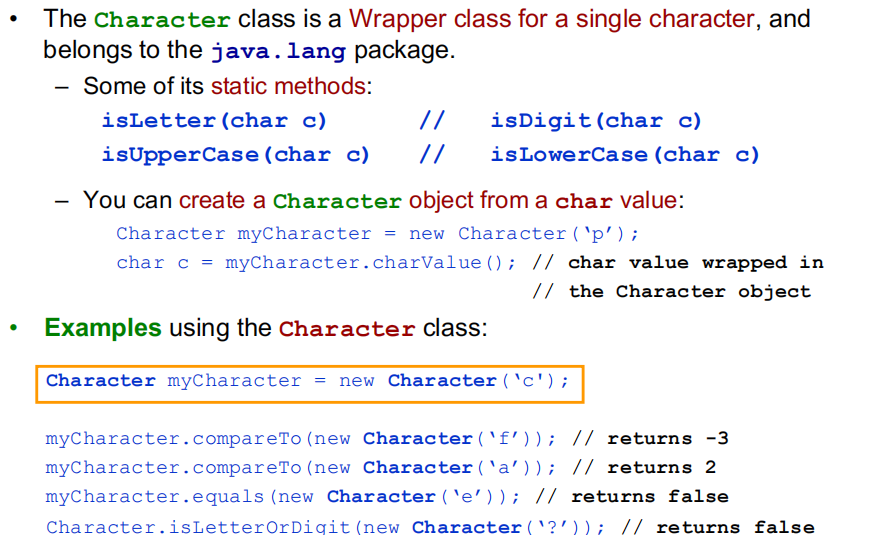 • The Character class is a Wrapper class for a single character, and
belongs to the java.lang package.
– Some of its static methods:
isLetter(char c) // isDigit(char c)
isUpperCase(char c) // isLowerCase(char c)
– You can create a Character object from a char value:
Character myCharacter = new Character(‘p’);
char c = myCharacter.charValue(); // char value wrapped in
// the Character object
• Examples using the Character class:
Character myCharacter = new Character(‘c');
myCharacter.compareTo(new Character(‘f’)); // returns -3
myCharacter.compareTo(new Character(‘a’)); // returns 2
myCharacter.equals(new Character(‘e’)); // returns false
Character.isLetterOrDigit(new Character(‘?’)); // returns false